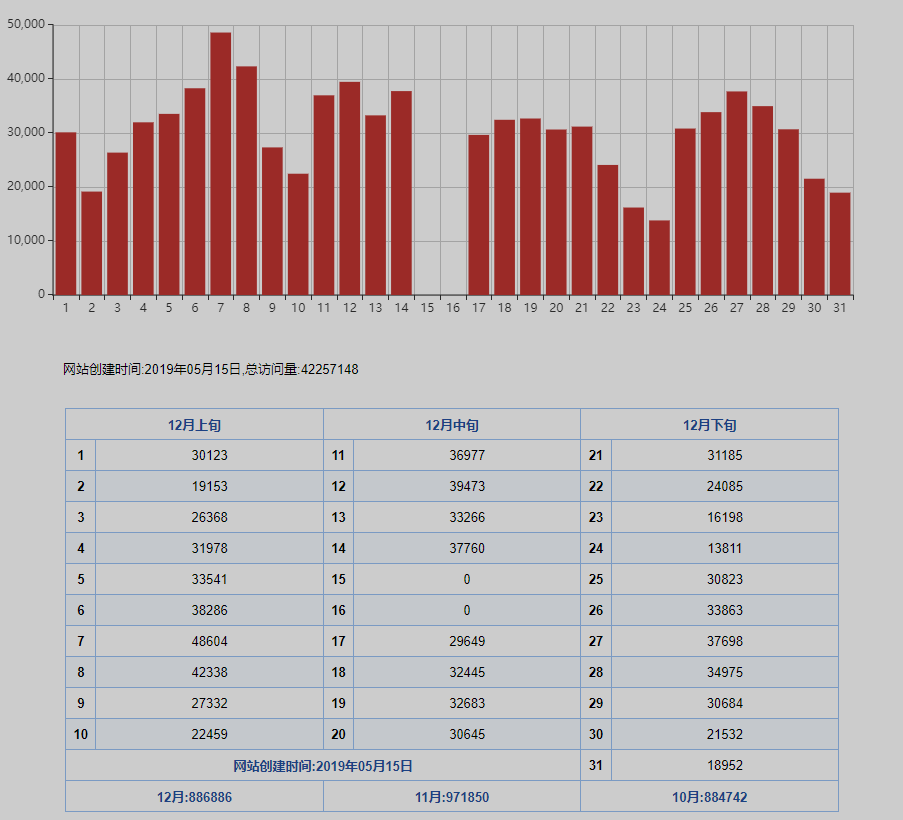 50,000
40,000
30,000
20,000
10,000
0
1 2 3 4 5 6 7 8 9 10 11 12 13 14 15 16 17 18 19 20 21 22 23 24 25 26 27 28 29 30 31
网站创建时间:2019年05月15日,总访问量:42257148
12月上旬 12月中旬 12月下旬
1 30123 11 36977 21 31185
2 19153 12 39473 22 24085
3 26368 13 33266 23 16198
4 31978 14 37760 24 13811
5 33541 15 0 25 30823
6 38286 16 0 26 33863
7 48604 17 29649 27 37698
8 42338 18 32445 28 34975
9 27332 19 32683 29 30684
10 22459 20 30645 30 21532
网站创建时间:2019年05月15日 31 18952
12月:886886 11月:971850 10月:884742